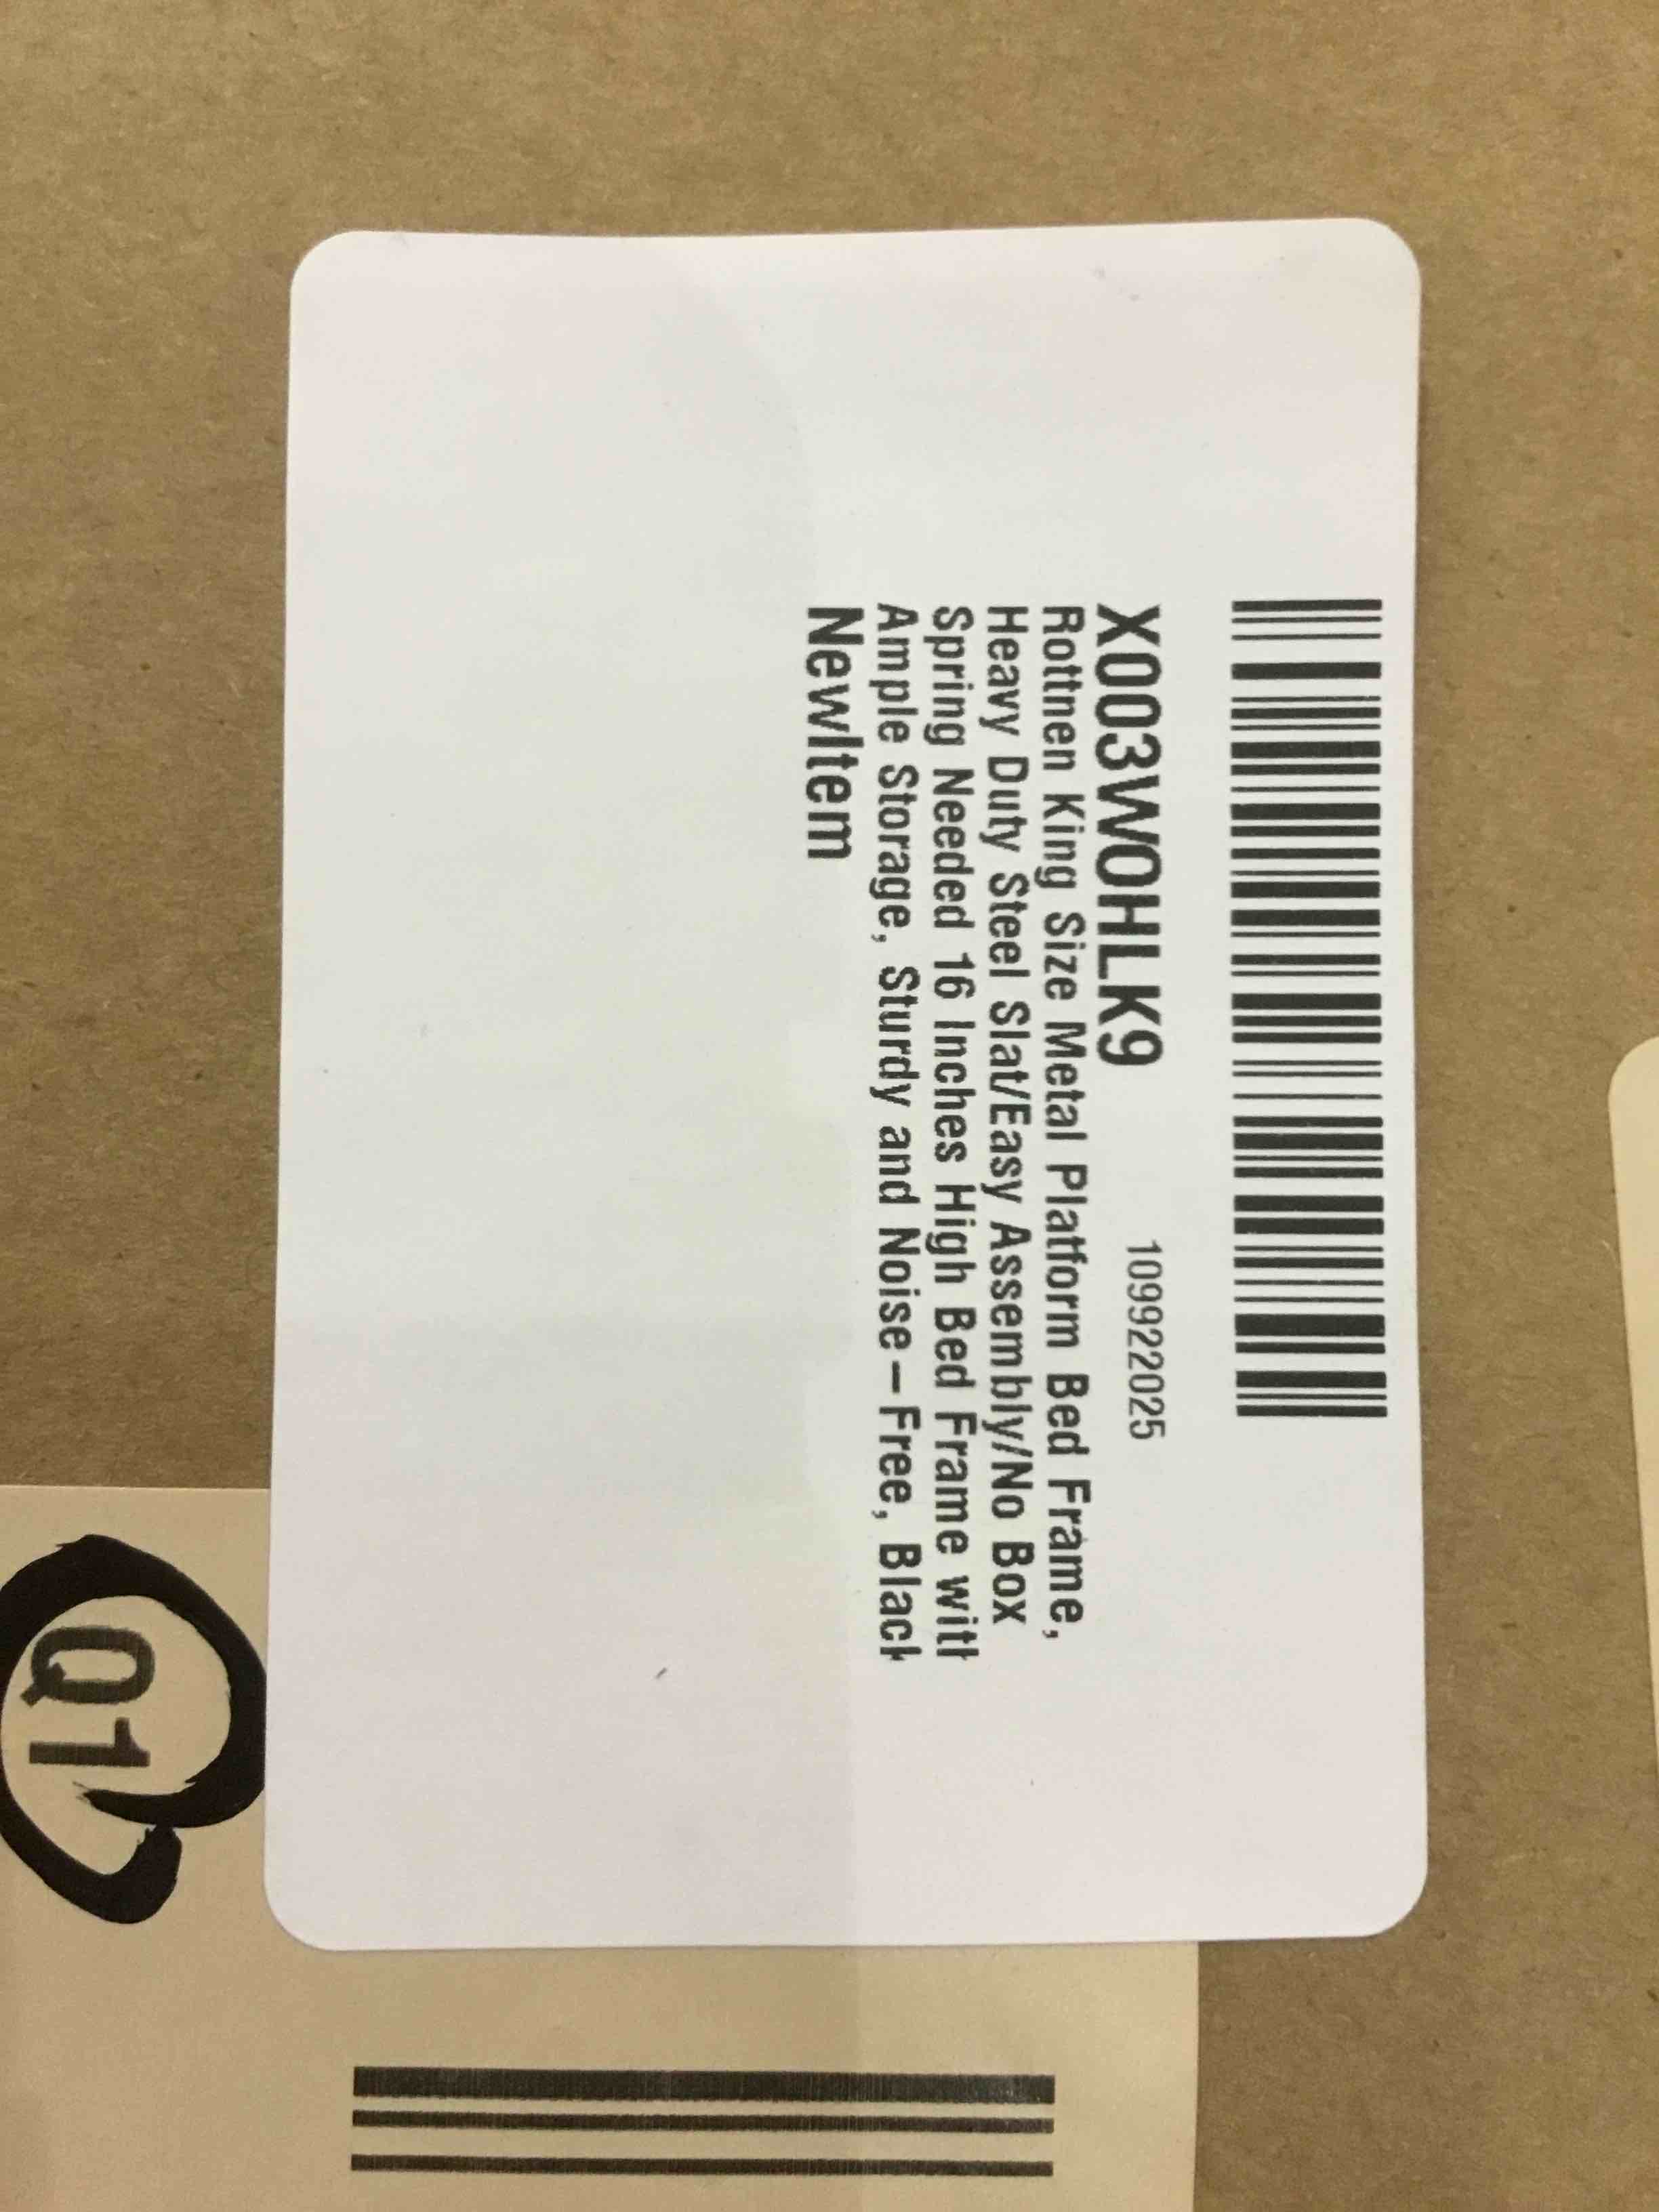 X003WOHLK9
109922025
Rottnen King Size Metal Platform Bed Frame,
Heavy Duty Steel Slat/Easy Assembly/No Box
Spring Needed 16 Inches High Bed Frame with
Ample Storage, Sturdy and Noise-Free, Black
NewItem
Q1